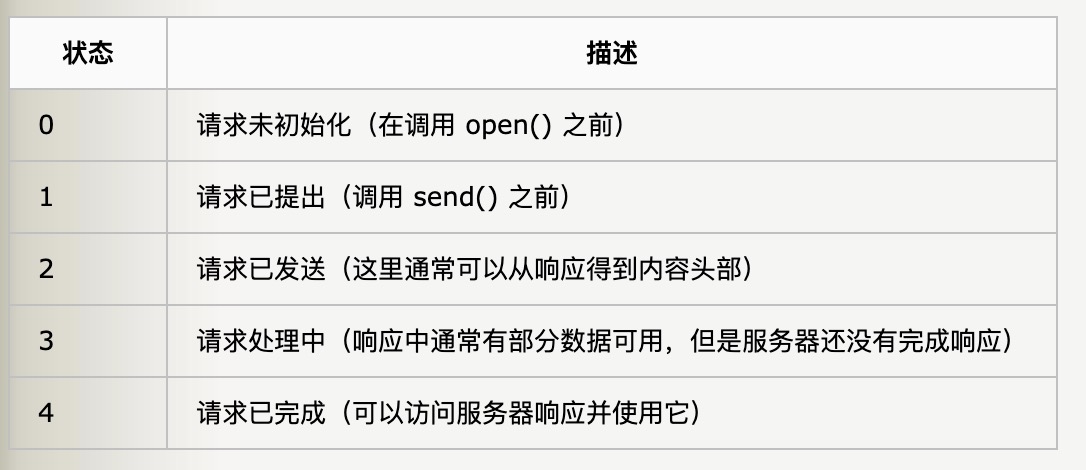 状态 描述
0 请求未初始化（在调用 open() 之前）
1 请求已提出（调用 send() 之前）
2 请求已发送（这里通常可以从响应得到内容头部）
3 请求处理中（响应中通常有部分数据可用，但是服务器还没有完成响应）
4 请求已完成（可以访问服务器响应并使用它）